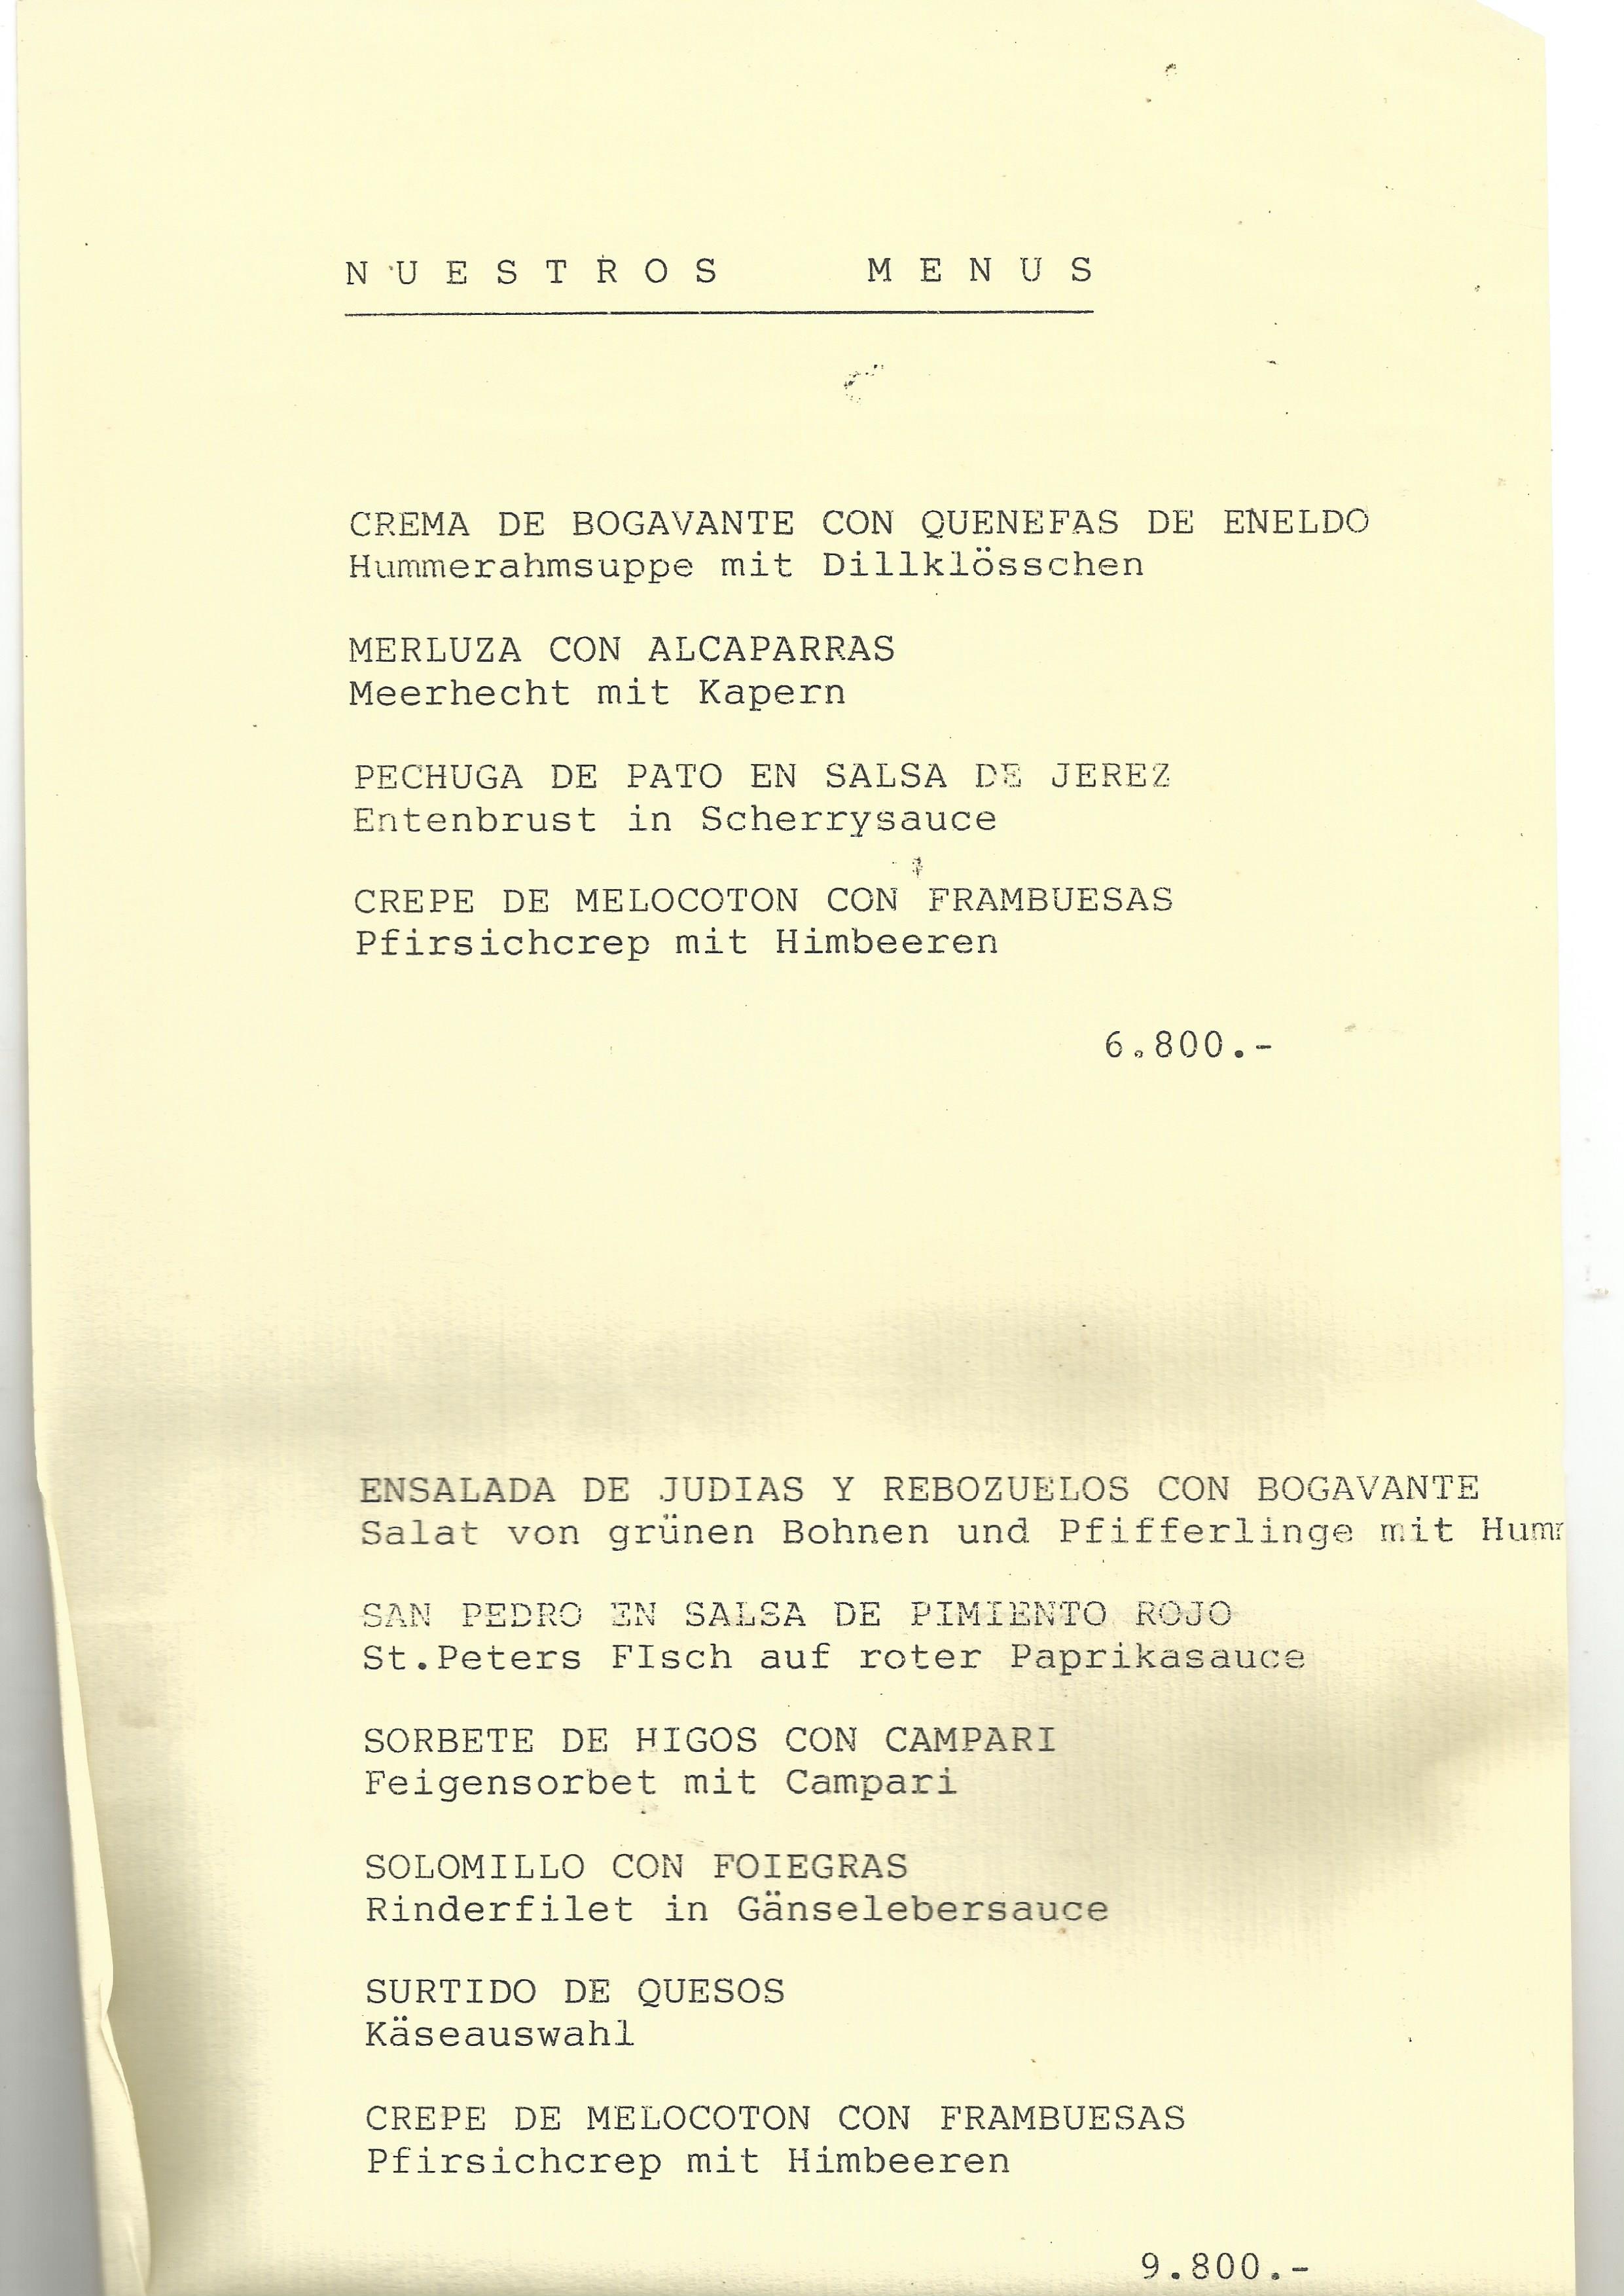 NUESTROS MENUS
CREMA DE BOGAVANTE CON QUENEFAS DE ENELDO
Hummerahmsuppe mit Dillklösschen
MERLUZA CON ALCAPARRAS
Meerhecht mit Kapern
PECHUGA DE PATO EN SALSA DE JEREZ
Entenbrust in Scherrysauce
CREPE DE MELOCOTON CON FRAMBUESAS
Pfirsichcrep mit Himbeeren
6.800.-
ENSALADA DE JUDIAS Y REBOZUELOS CON BOGAVANTE
Salat von grünen Bohnen und Pfifferlinge mit
SAN PEDRO EN SALSA DE PIMIENTO ROJO
St.Peters FIsch auf roter Paprikasauce
SORBETE DE HIGOS CON CAMPARI
Feigensorbet mit Campari
SOLOMILLO CON FOIEGRAS
Rinderfilet in Gänselebersauce
SURTIDO DE QUESOS
Käseauswahl
CREPE DE MELOCOTON CON FRAMBUESAS
Pfirsichcrep mit Himbeeren
9.800.-